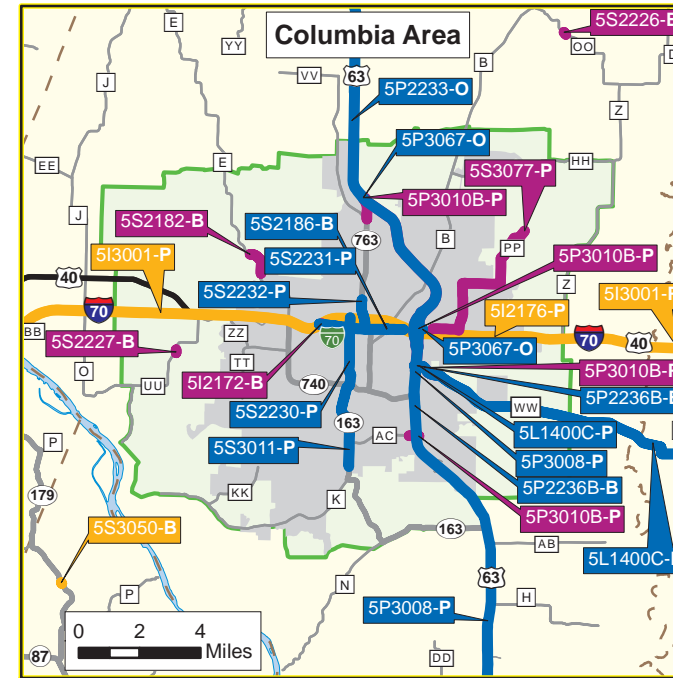 Columbia Area
5S2226-B
E
YY
VV
63
B
OO
D
J
5P2233-O
Z
EE
E
5P3067-O
HH
5S3077-P
J
5S2182-B
5S2186-B
5P3010B-P
763
B
PP
5I3001-P
5S2231-P
5P3010B-P
40
5S2232-P
Z
5I3001-P
70
5I2176-P
BB
ZZ
70
5P3067-O
70
40
5S2227-B
TT
O
UU
5I2172-B
740
5P3010B-P
5P2236B-B
5S2230-P
WW
163
5L1400C-P
P
AC
5S3011-P
5P3008-P
179
KK
5P2236B-B
K
5P3010B-P
5S3050-B
163
AB
5L1400C-
63
N
P
H
5P3008-P
0 2 4
Miles
87
DD